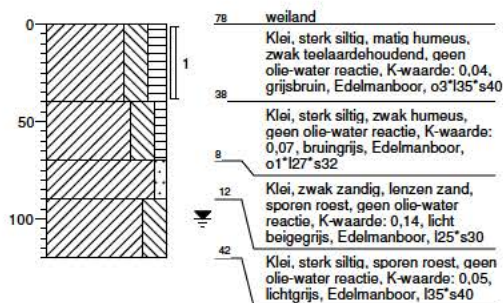 0
50
100
1
78 weiland
Klei, sterk siltig, matig humeus,
zwak teelaardehoudend, geen
olie-water reactie, K-waarde: 0,04,
grijsbruin, Edelmanboor, o3*l35*s40
38
Klei, sterk siltig, zwak humeus,
geen olie-water reactie, K-waarde:
0,07, bruingrijs, Edelmanboor,
o1*l27*s32
8
12
Klei, zwak zandig, lenzen zand,
sporen roest, geen olie-water
reactie, K-waarde: 0,14, licht
beigegrijs, Edelmanboor, l25*s30
42
Klei, sterk siltig, sporen roest, geen
olie-water reactie, K-waarde: 0,05,
lichtgrijs, Edelmanboor, l35*s40